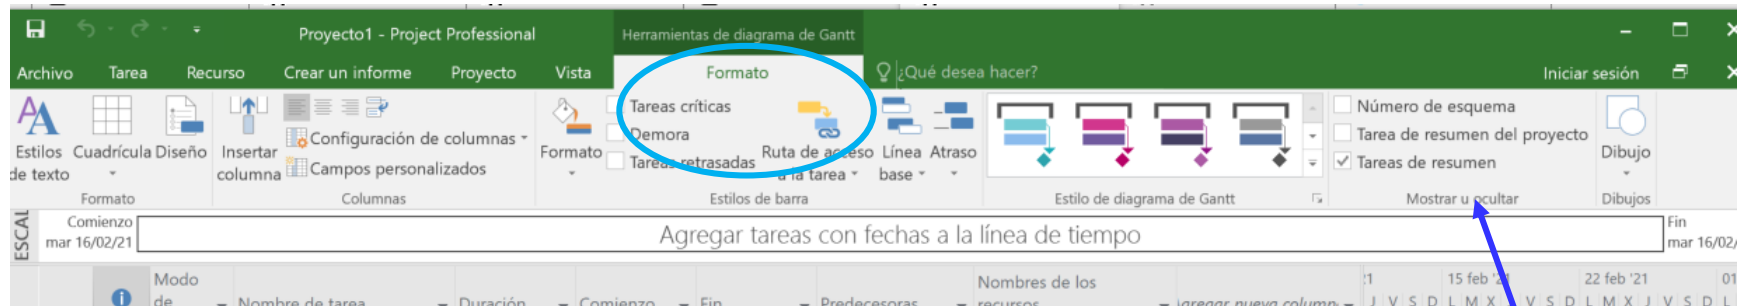 Proyecto1 - Project Professional
Herramientas de diagrama de Gantt
Archivo Tarea Recurso Crear un informe Proyecto Vista Formato ¿Qué desea hacer? Iniciar sesión
Estilos de texto
Cuadrícula
Diseño
Formato
Insertar columna
Configuración de columnas
Campos personalizados
Columnas
Formato
Tareas críticas
Demora
Tareas retrasadas
Ruta de acceso a la tarea
Línea base
Atraso
Estilos de barra
Estilo de diagrama de Gantt
Número de esquema
Tarea de resumen del proyecto
Tareas de resumen
Mostrar u ocultar
Dibujo
Dibujos
ESCAL
Comienzo
mar 16/02/21
Agregar tareas con fechas a la línea de tiempo
Fin
mar 16/02/
Modo de
Nombre de tarea
Duración
Comienzo
Fin
Predecesoras
Nombres de los
recursos
Agregar nueva column
15 feb '21
22 feb '21
01
J V S D L M X V S D L M X J V S D L